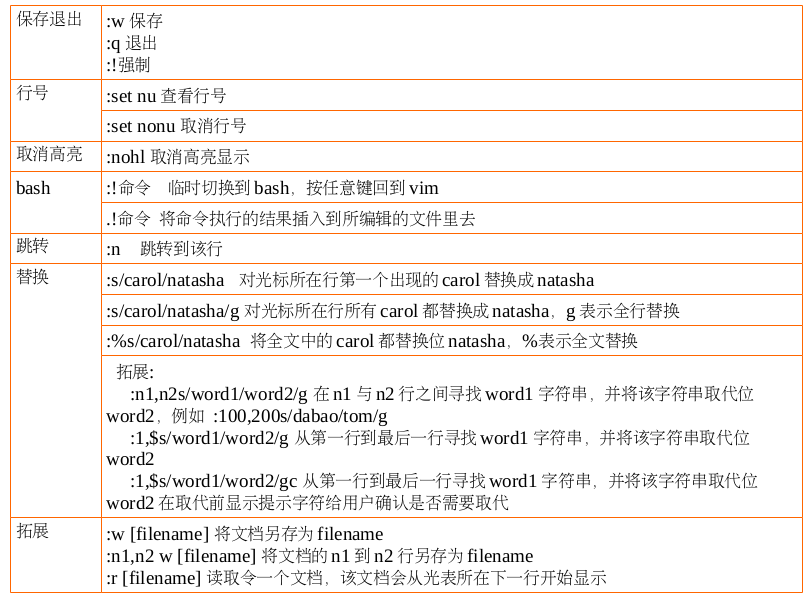 保存退出
:w 保存
:q 退出
:!强制
行号
:set nu 查看行号
:set nonu 取消行号
取消高亮
:nohl 取消高亮显示
bash
:!命令 临时切换到 bash，按任意键回到 vim
.!命令 将命令执行的结果插入到所编辑的文件里去
跳转
:n 跳转到该行
替换
:s/carol/natasha 对光标所在行第一个出现的 carol 替换成 natasha
:s/carol/natasha/g 对光标所在行所有 carol 都替换成 natasha，g 表示全行替换
:%s/carol/natasha 将全文中的 carol 都替换位 natasha，%表示全文替换
拓展:
:n1,n2s/word1/word2/g 在 n1 与 n2 行之间寻找 word1 字符串，并将该字符串取代位
word2，例如 :100,200s/dabao/tom/g
:1,$s/word1/word2/g 从第一行到最后一行寻找 word1 字符串，并将该字符串取代位
word2
:1,$s/word1/word2/gc 从第一行到最后一行寻找 word1 字符串，并将该字符串取代位
word2 在取代前显示提示字符给用户确认是否需要取代
拓展
:w [filename] 将文档另存为 filename
:n1,n2 w [filename] 将文档的 n1 到 n2 行另存为 filename
:r [filename] 读取令一个文档，该文档会从光表所在下一行开始显示